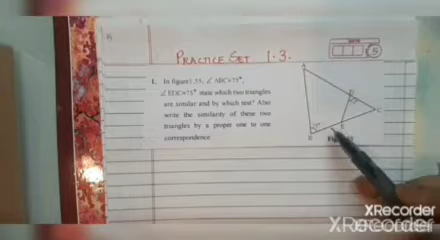 PRACTICE SET 1.3.
1. In figure 1.55, ∠ ABC=75°,
∠ EDC=75° state which two triangles
are similar and by which test? Also
write the similarity of these two
triangles by a proper one to one
correspondence.
A
D
C
E
B
75°
XRecorder
XRecorder